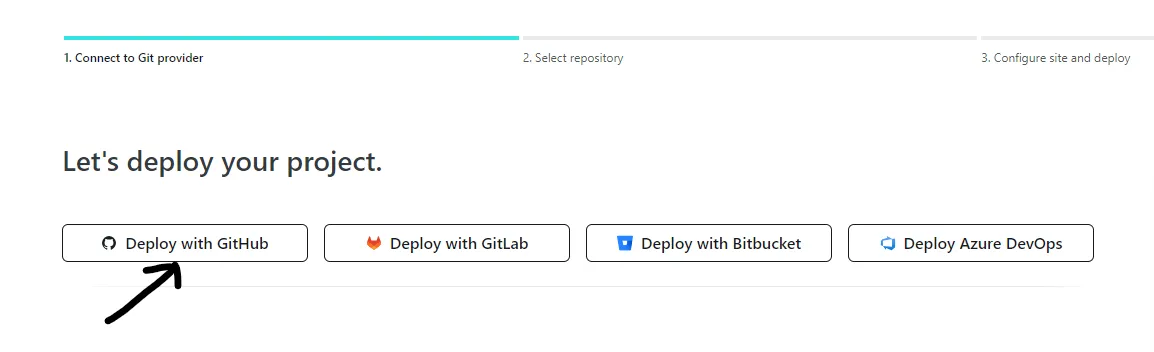 1. Connect to Git provider
2. Select repository
3. Configure site and deploy
Let's deploy your project.
Deploy with GitHub
Deploy with GitLab
Deploy with Bitbucket
Deploy Azure DevOps